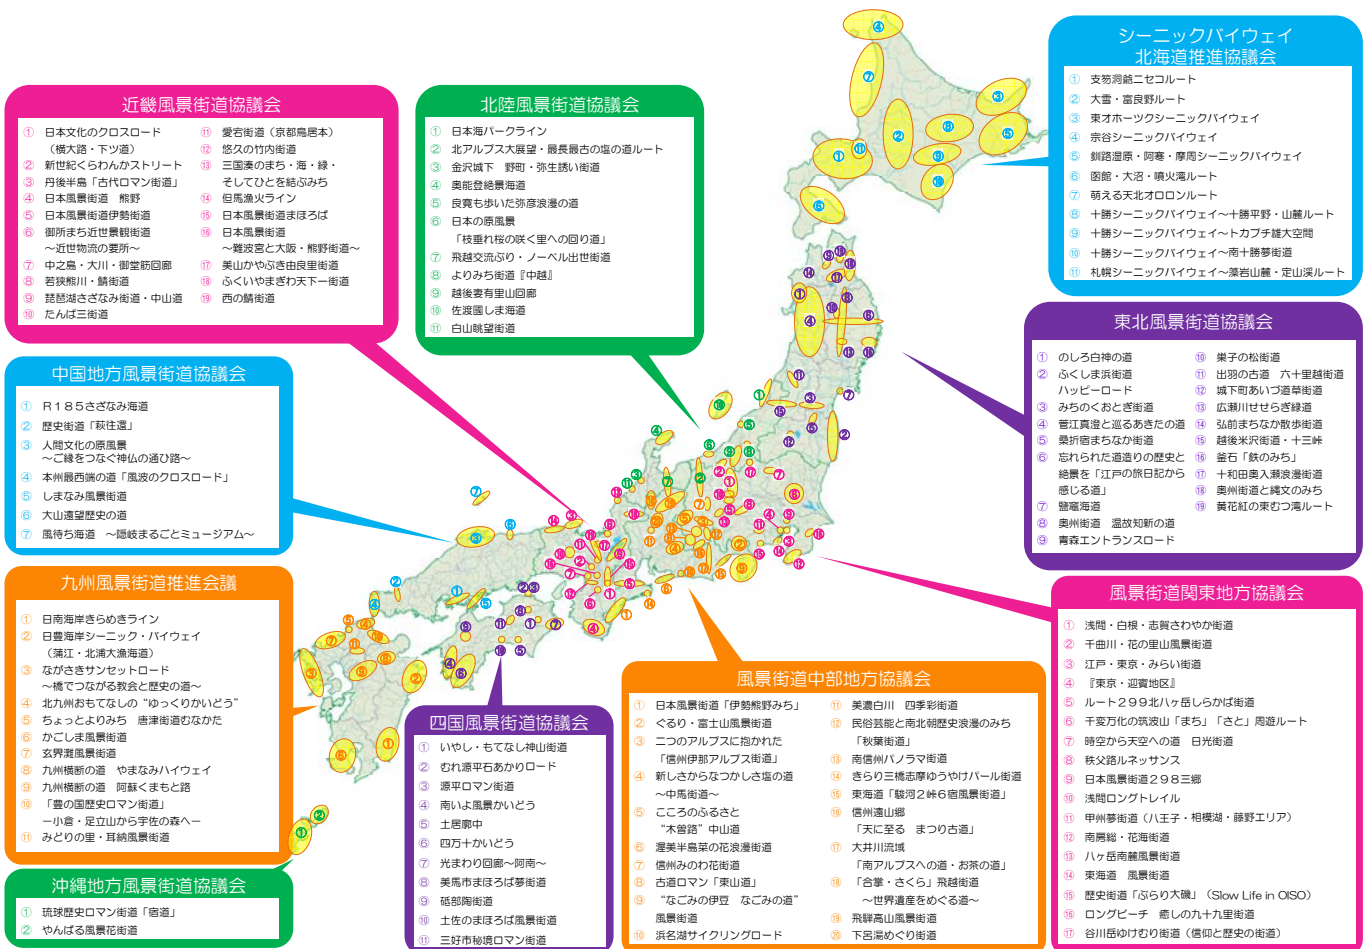 シーニックバイウェイ
北海道推進協議会
① 支笏洞爺ニセコルート
② 大雪・富良野ルート
③ 東オホーツクシーニックバイウェイ
④ 宗谷シーニックバイウェイ
⑤ 釧路湿原・阿寒・摩周シーニックバイウェイ
⑥ 函館・大沼・噴火湾ルート
⑦ 萌える天北オロロンルート
⑧ 十勝シーニックバイウェイ～十勝平野・山麓ルート
⑨ 十勝シーニックバイウェイ～トカプチ雄大空間
⑩ 十勝シーニックバイウェイ～南十勝夢街道
⑪ 札幌シーニックバイウェイ～藻岩山麓・定山渓ルート
近畿風景街道協議会
① 日本文化のクロスロード
（横大路・下ツ道）
② 新世紀くらわんかストリート
③ 丹後半島「古代ロマン街道」
④ 日本風景街道 熊野
⑤ 日本風景街道伊勢街道
⑥ 御所まち近世景観街道
～近世物流の要所～
⑦ 中之島・大川・御堂筋回廊
⑧ 若狭熊川・鯖街道
⑨ 琵琶湖さざなみ街道・中山道
⑩ たんば三街道
⑪ 愛宕街道（京都鳥居本）
⑫ 悠久の竹内街道
⑬ 三国湊のまち・海・緑・
そしてひとを結ぶみち
⑭ 但馬漁火ライン
⑮ 日本風景街道まほろば
⑯ 日本風景街道
～難波宮と大阪・熊野街道～
⑰ 美山かやぶき由良里街道
⑱ ふくいやまぎわ天下一街道
⑲ 西の鯖街道
北陸風景街道協議会
① 日本海パークライン
② 北アルプス大展望・最長最古の塩の道ルート
③ 金沢城下 野町・弥生誘い街道
④ 奥能登絶景海道
⑤ 良寛も歩いた弥彦浪漫の道
⑥ 日本の原風景
「枝垂れ桜の咲く里への回り道」
⑦ 飛越交流ぶり・ノーベル出世街道
⑧ よりみち街道『中越』
⑨ 越後妻有里山回廊
⑩ 佐渡國しま海道
⑪ 白山眺望街道
東北風景街道協議会
① のしろ白神の道
② ふくしま浜街道
ハッピーロード
③ みちのくおとぎ街道
④ 菅江真澄と巡るあきたの道
⑤ 桑折宿まちなか街道
⑥ 忘れられた道造りの歴史と
絶景を「江戸の旅日記から
感じる道」
⑦ 鹽竈海道
⑧ 奥州街道 温故知新の道
⑨ 青森エントランスロード
⑩ 巣子の松街道
⑪ 出羽の古道 六十里越街道
⑫ 城下町あいづ道草街道
⑬ 広瀬川せせらぎ緑道
⑭ 弘前まちなか散歩街道
⑮ 越後米沢街道・十三峠
⑯ 釜石「鉄のみち」
⑰ 十和田奥入瀬浪漫街道
⑱ 奥州街道と縄文のみち
⑲ 黄花紅の東むつ湾ルート
中国地方風景街道協議会
① Ｒ１８５さざなみ海道
② 歴史街道「萩往還」
③ 人間文化の原風景
～ご縁をつなぐ神仏の通ひ路～
④ 本州最西端の道「風波のクロスロード」
⑤ しまなみ風景街道
⑥ 大山遠望歴史の道
⑦ 風待ち海道 ～隠岐まるごとミュージアム～
九州風景街道推進会議
① 日南海岸きらめきライン
② 日豊海岸シーニック・バイウェイ
（蒲江・北浦大漁海道）
③ ながさきサンセットロード
～橋でつながる教会と歴史の道～
④ 北九州おもてなしの“ゆっくりかいどう”
⑤ ちょっとよりみち 唐津街道むなかた
⑥ かごしま風景街道
⑦ 玄界灘風景街道
⑧ 九州横断の道 やまなみハイウェイ
⑨ 九州横断の道 阿蘇くまもと路
⑩ 「豊の国歴史ロマン街道」
－小倉・足立山から宇佐の森へ－
⑪ みどりの里・耳納風景街道
沖縄地方風景街道協議会
① 琉球歴史ロマン街道「宿道」
② やんばる風景花街道
四国風景街道協議会
① いやし・もてなし神山街道
② むれ源平石あかりロード
③ 源平ロマン街道
④ 南いよ風景かいどう
⑤ 土居廓中
⑥ 四万十かいどう
⑦ 光まわり回廊～阿南～
⑧ 美馬市まほろば夢街道
⑨ 砥部陶街道
⑩ 土佐のまほろば風景街道
⑪ 三好市秘境ロマン街道
風景街道中部地方協議会
① 日本風景街道「伊勢熊野みち」
② ぐるり・富士山風景街道
③ 二つのアルプスに抱かれた
「信州伊那アルプス街道」
④ 新しさからなつかしさ塩の道
～中馬街道～
⑤ こころのふるさと
“木曽路”中山道
⑥ 渥美半島菜の花浪漫街道
⑦ 信州みのわ花街道
⑧ 古道ロマン「東山道」
⑨ “なごみの伊豆 なごみの道”
風景街道
⑩ 浜名湖サイクリングロード
⑪ 美濃白川 四季彩街道
⑫ 民俗芸能と南北朝歴史浪漫のみち
「秋葉街道」
⑬ 南信州パノラマ街道
⑭ きらり三橋志摩ゆうやけパール街道
⑮ 東海道「駿河２峠６宿風景街道」
⑯ 信州遠山郷
「天に至る まつり古道」
⑰ 大井川流域
「南アルプスへの道・お茶の道」
⑱ 「合掌・さくら」飛越街道
～世界遺産をめぐる道～
⑲ 飛騨高山風景街道
⑳ 下呂湯めぐり街道
風景街道関東地方協議会
① 浅間・白根・志賀さわやか街道
② 千曲川・花の里山風景街道
③ 江戸・東京・みらい街道
④ 『東京・迎賓地区』
⑤ ルート２９９北八ヶ岳しらかば街道
⑥ 千変万化の筑波山「まち」「さと」周遊ルート
⑦ 時空から天空への道 日光街道
⑧ 秩父路ルネッサンス
⑨ 日本風景街道２９８三郷
⑩ 浅間ロングトレイル
⑪ 甲州夢街道（八王子・相模湖・藤野エリア）
⑫ 南房総・花海街道
⑬ 八ヶ岳南麓風景街道
⑭ 東海道 風景街道
⑮ 歴史街道「ぶらり大磯」（Slow Life in OISO）
⑯ ロングビーチ 癒しの九十九里街道
⑰ 谷川岳ゆけむり街道（信仰と歴史の街道）